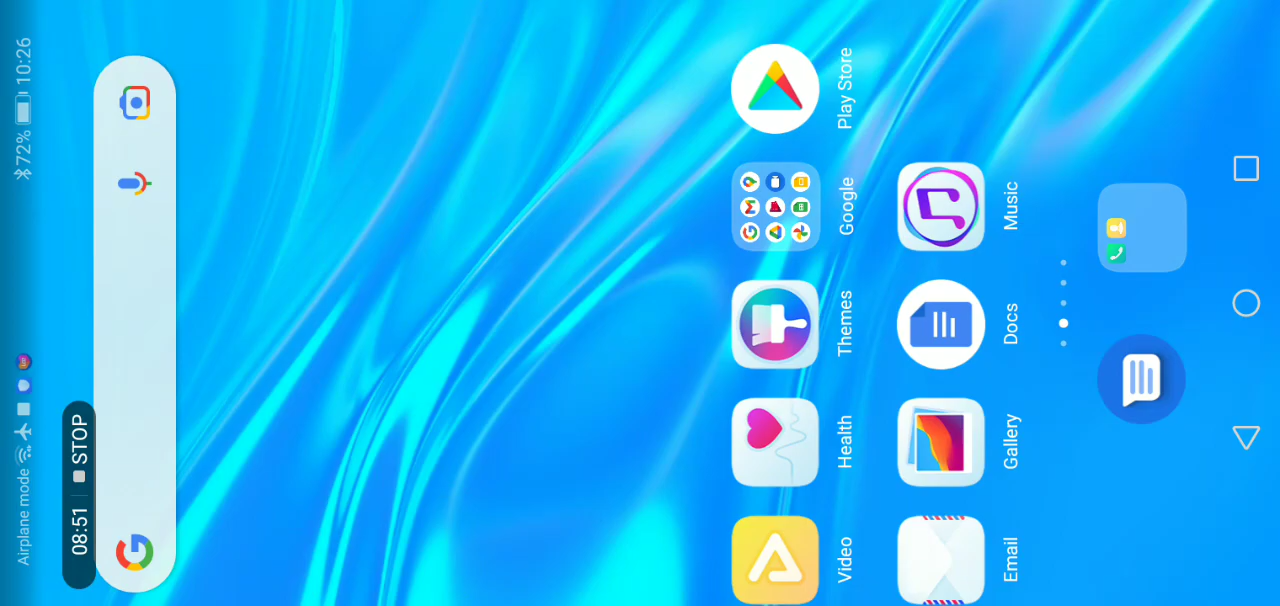 Airplane mode 72% 10:26
08:51 STOP
Video Health Themes Google Play Store
Email Gallery Docs Music